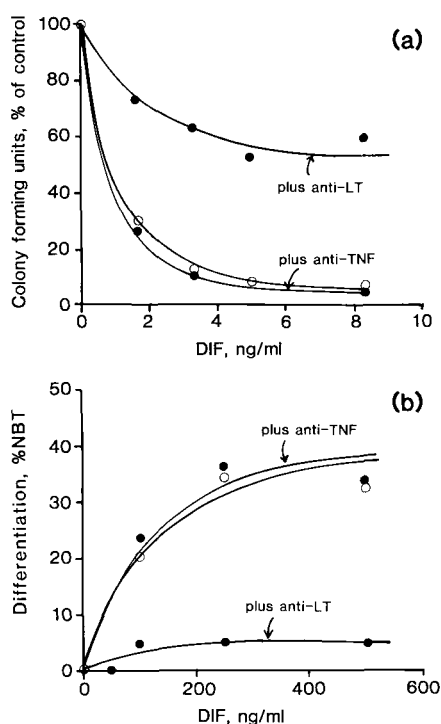 (a)
Colony forming units, % of control
100
80
60
40
20
0
plus anti-LT
plus anti-TNF
0 2 4 6 8 10
DIF, ng/ml
(b)
Differentiation, %NBT
50
40
30
20
10
0
plus anti-TNF
plus anti-LT
0 200 400 600
DIF, ng/ml